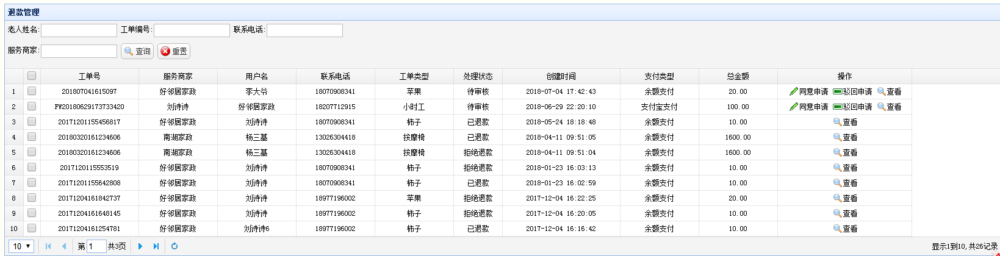 退款管理
老人姓名: 工单编号: 联系电话:
服务商家: 查询 重置
工单号 服务商家 用户名 联系电话 工单类型 处理状态 创建时间 支付类型 总金额 操作
1 201807041615097 好邻居家政 李大爷 18070908341 苹果 待审核 2018-07-04 17:42:43 余额支付 20.00 同意申请 驳回申请 查看
2 FW20180629173733420 刘诗诗 好邻居家政 18207712915 小时工 待审核 2018-06-29 22:20:10 支付宝支付 100.00 同意申请 驳回申请 查看
3 20171201155456817 好邻居家政 刘诗诗 18070908341 柿子 已退款 2018-05-24 18:18:48 余额支付 10.00 查看
4 20180320161234606 南湖家政 杨三基 13026304418 按摩椅 已退款 2018-04-11 09:51:05 余额支付 1600.00 查看
5 20180320161234606 南湖家政 杨三基 13026304418 按摩椅 拒绝退款 2018-04-11 09:51:04 余额支付 1600.00 查看
6 2017120115553519 好邻居家政 刘诗诗 18070908341 柿子 拒绝退款 2018-01-23 16:03:13 余额支付 10.00 查看
7 20171201155642808 好邻居家政 刘诗诗 18070908341 柿子 已退款 2018-01-23 16:02:59 余额支付 10.00 查看
8 20171204161842737 好邻居家政 刘诗诗 18977196002 苹果 拒绝退款 2017-12-04 16:22:25 余额支付 20.00 查看
9 20171204161648145 好邻居家政 刘诗诗 18977196002 柿子 拒绝退款 2017-12-04 16:20:05 余额支付 10.00 查看
10 20171204161254781 好邻居家政 刘诗诗6 18977196002 柿子 已退款 2017-12-04 16:16:42 余额支付 10.00 查看
10 第 1 共3页 显示1到10,共26记录